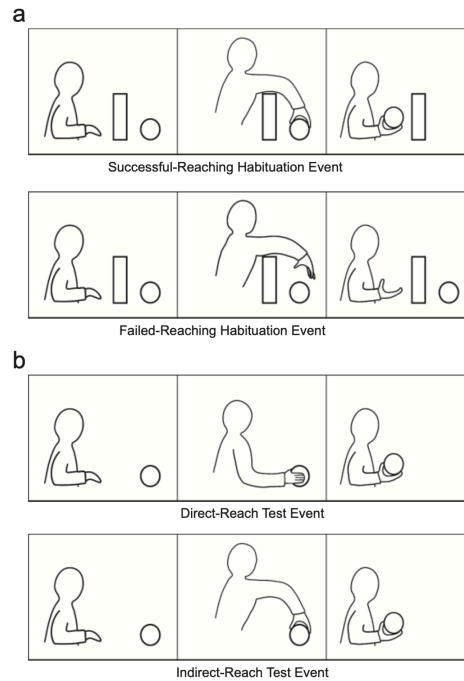 a
Successful-Reaching Habituation Event
Failed-Reaching Habituation Event
b
Direct-Reach Test Event
Indirect-Reach Test Event